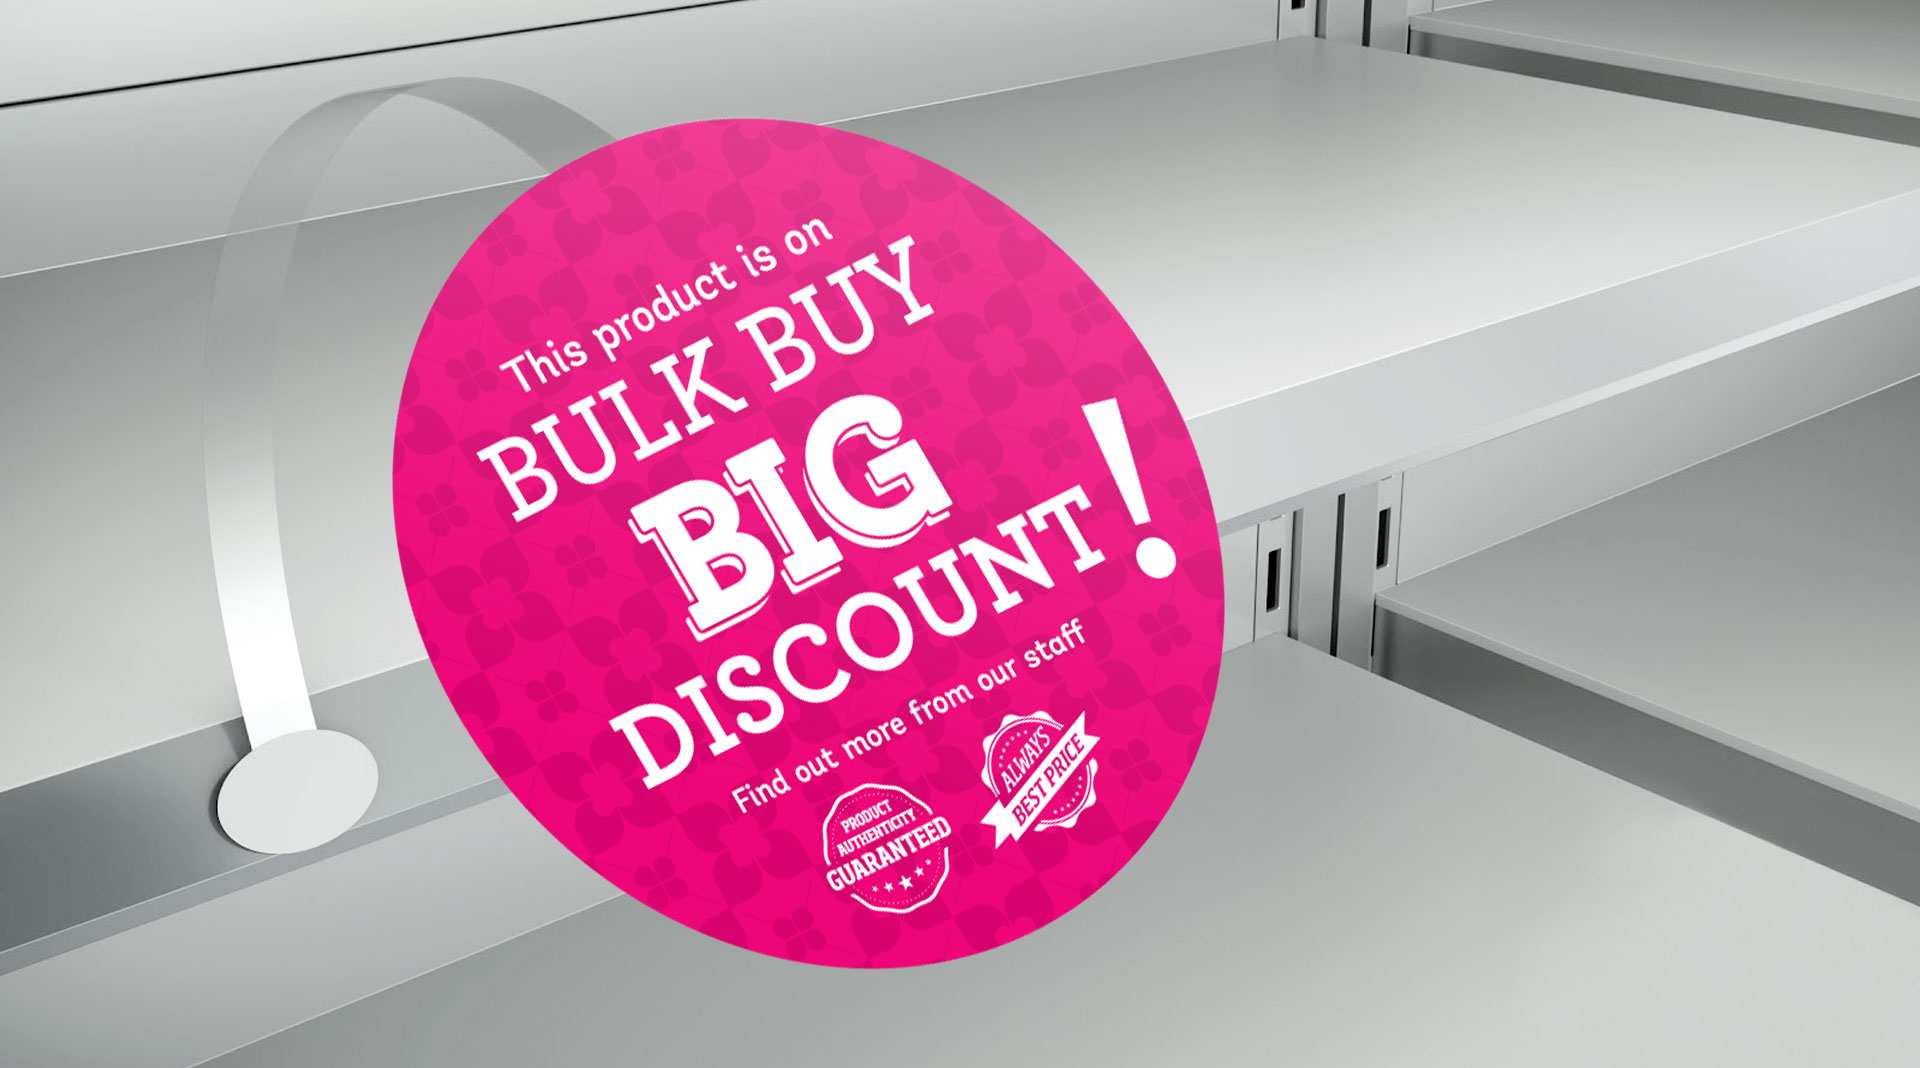 This product is on
BULK BUY
BIG
DISCOUNT!
Find out more from our staff
PRODUCT
AUTHENTICITY
GUARANTEED
ALWAYS
BEST PRICE